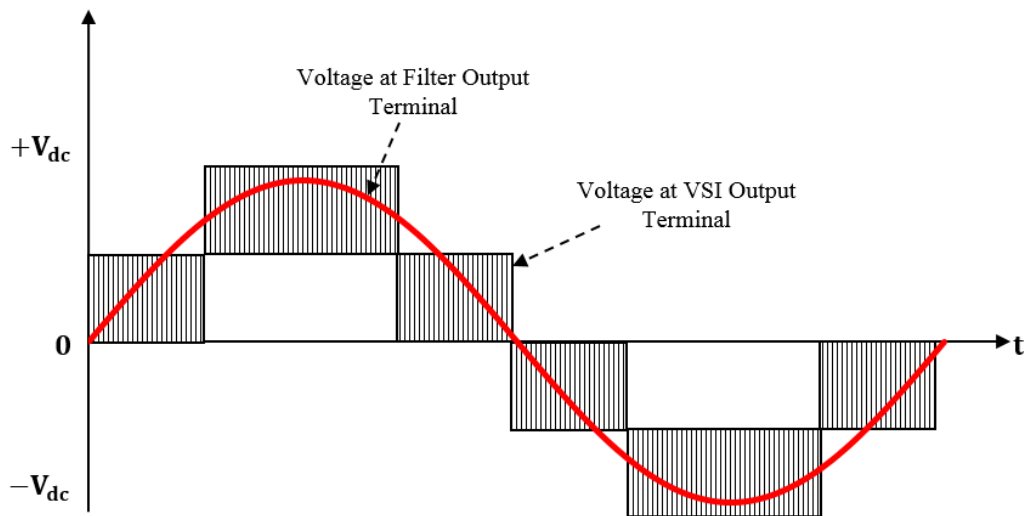 Voltage at Filter Output
Terminal
+Vdc
Voltage at VSI Output
Terminal
0
t
−Vdc